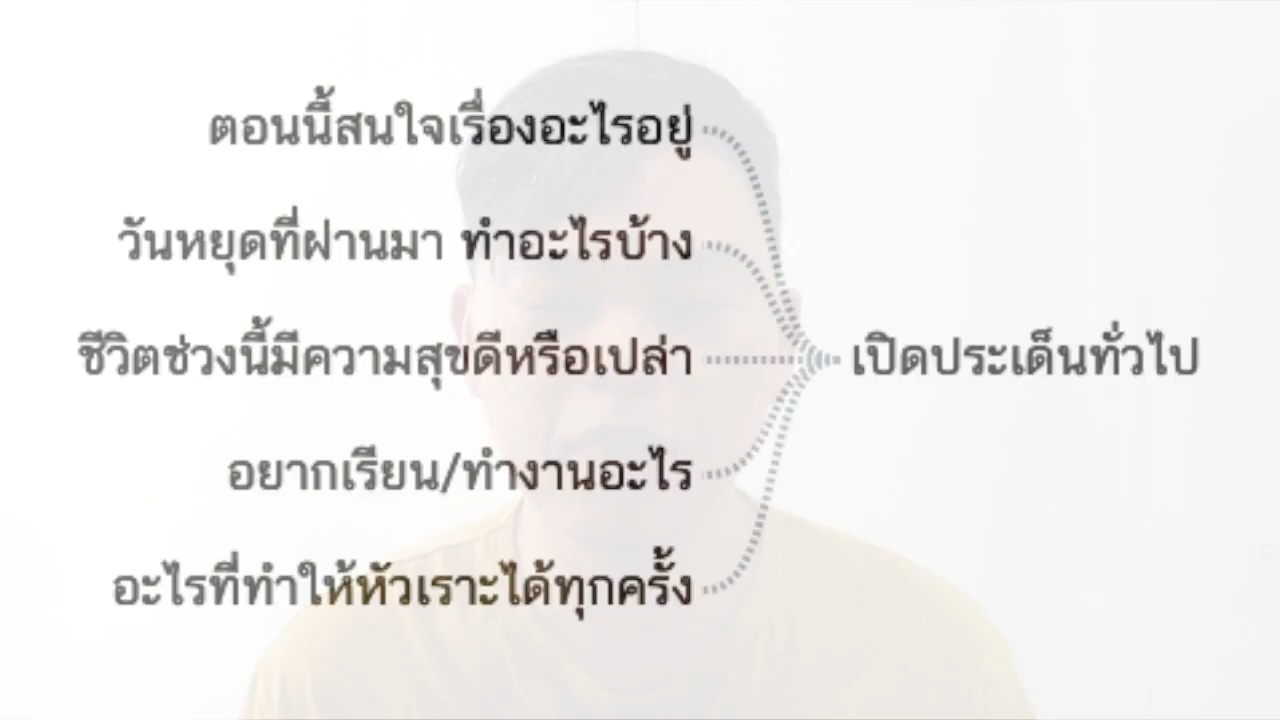 ตอนนี้สนใจเรื่องอะไรอยู่
วันหยุดที่ฝานมา ทำอะไรบ้าง
ชีวิตช่วงนี้มีความสุขดีหรือเปล่า
เปิดประเด็นทั่วไป
อยากเรียน/ทำงานอะไร
อะไรที่ทำให้หัวเราะได้ทุกครั้ง